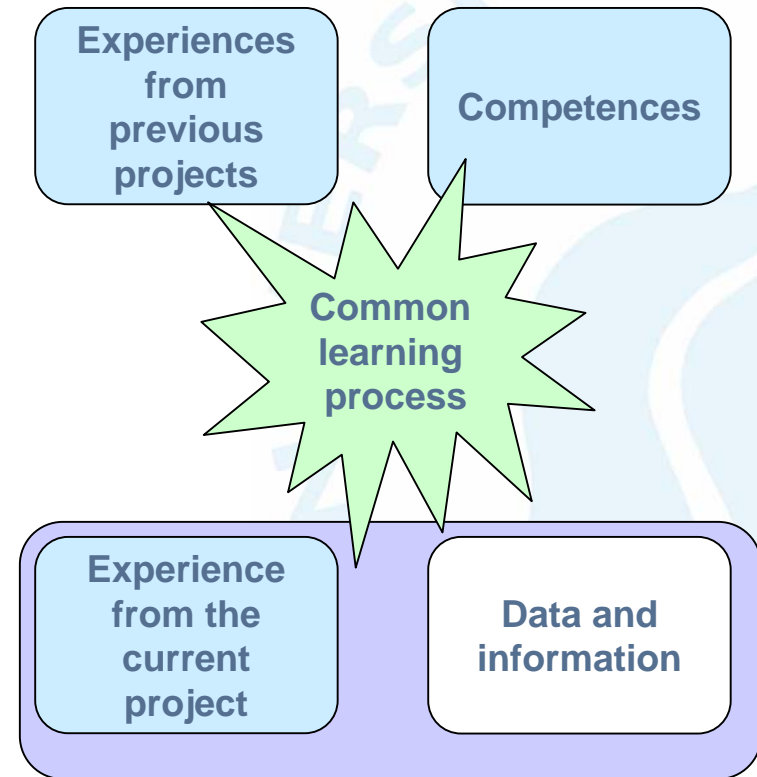 Experiences
from
previous
projects
Competences
Common
learning
process
Experience
from the
current
project
Data and
information